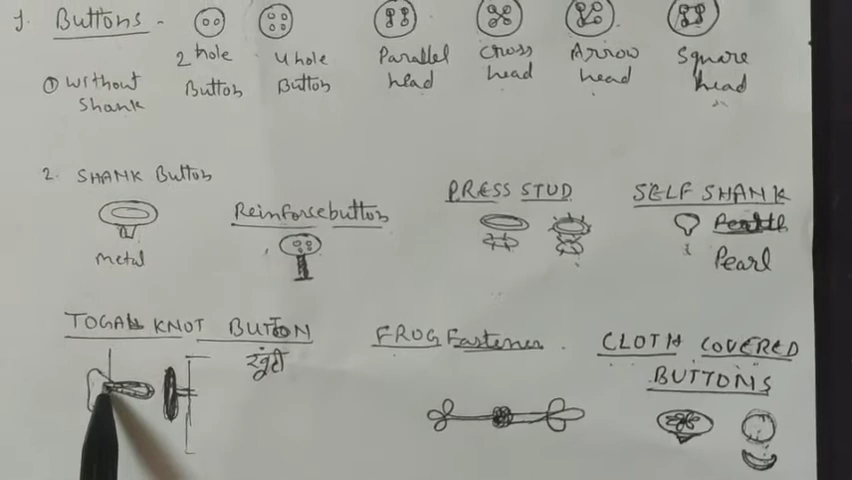 1. Buttons -
① Without Shank
2 hole Button
4 hole Button
Parallel head
Cross head
Arrow head
Square head
2. SHANK Button
metal
Reinforse button
PRESS STUD
SELF SHANK
Pearl
KNOT BUTTON
FROG Fastener.
CLOTH COVERED
BUTTONS